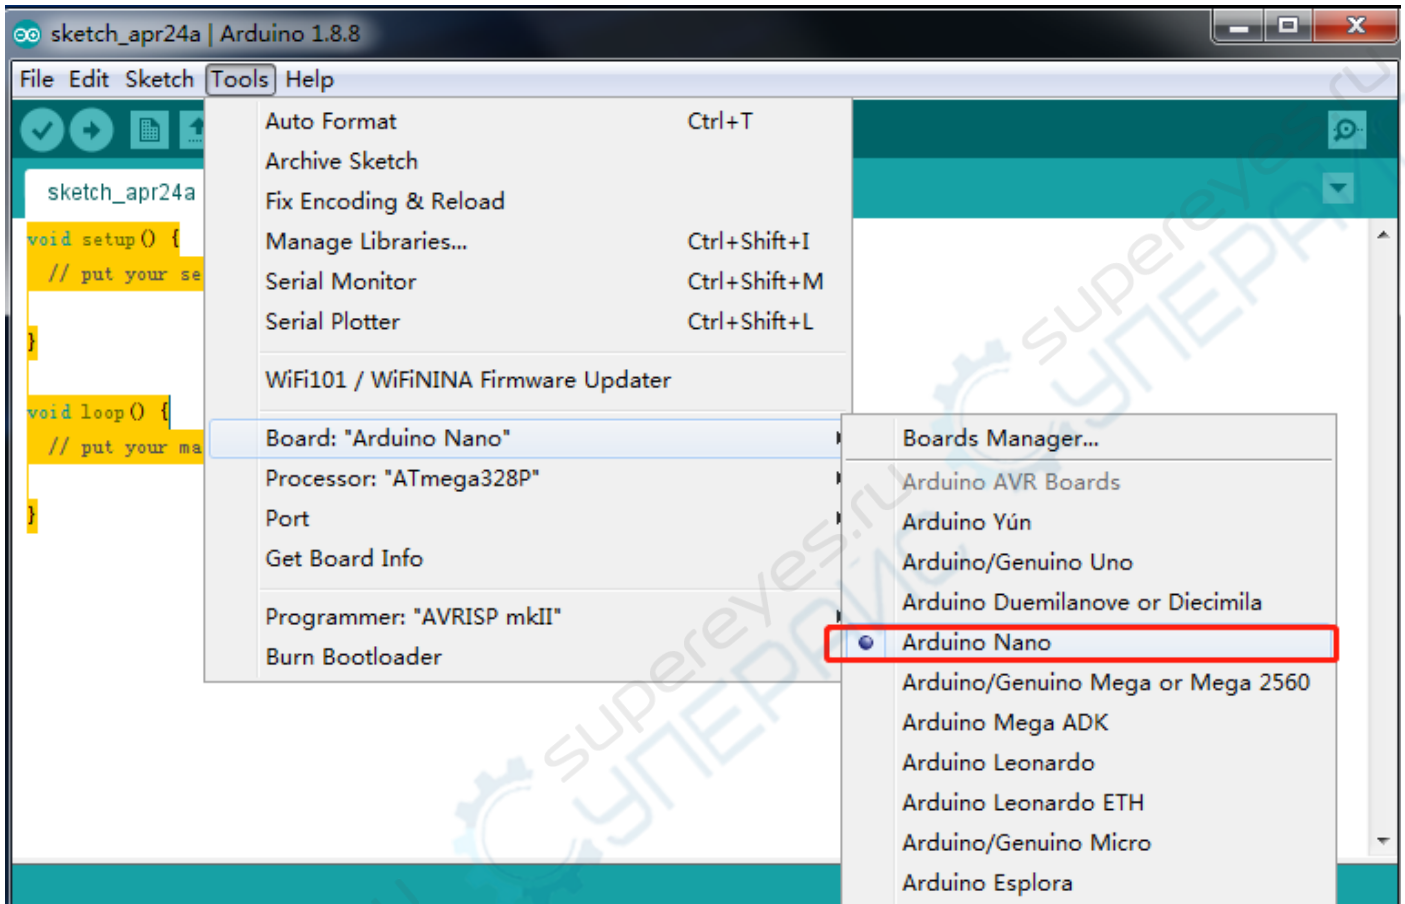 sketch_apr24a | Arduino 1.8.8
File Edit Sketch Tools Help
sketch_apr24a
void setup() {
// put your se
}
void loop() {
// put your ma
}
Auto Format Ctrl+T
Archive Sketch
Fix Encoding & Reload
Manage Libraries... Ctrl+Shift+I
Serial Monitor Ctrl+Shift+M
Serial Plotter Ctrl+Shift+L
WiFi101 / WiFiNINA Firmware Updater
Board: "Arduino Nano"
Processor: "ATmega328P"
Port
Get Board Info
Programmer: "AVRISP mkII"
Burn Bootloader
Boards Manager...
Arduino AVR Boards
Arduino Yún
Arduino/Genuino Uno
Arduino Duemilanove or Diecimila
Arduino Nano
Arduino/Genuino Mega or Mega 2560
Arduino Mega ADK
Arduino Leonardo
Arduino Leonardo ETH
Arduino/Genuino Micro
Arduino Esplora
supereyes.ru
СУПЕРАЙС
supereyes.ru
СУПЕРАЙС